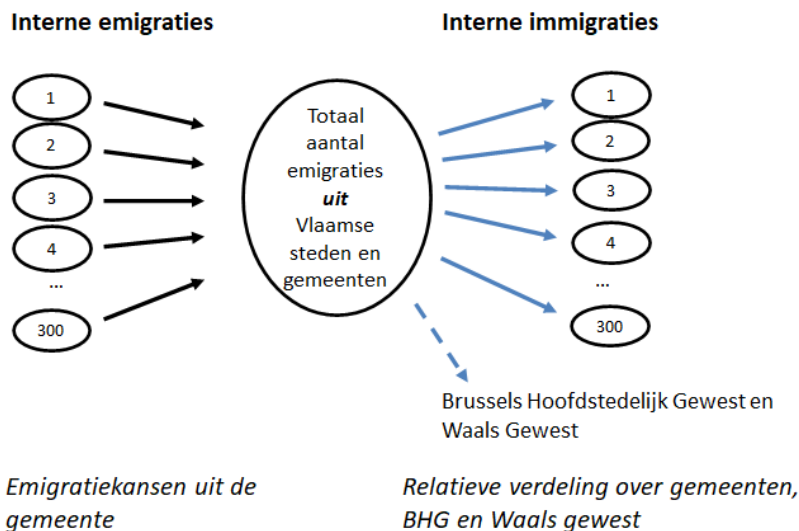 Interne emigraties
Interne immigraties
1
2
3
4
...
300
Totaal
aantal
emigraties
uit
Vlaamse
steden en
gemeenten
1
2
3
4
...
300
Brussels Hoofdstedelijk Gewest en
Waals Gewest
Emigratiekansen uit de
gemeente
Relatieve verdeling over gemeenten,
BHG en Waals gewest